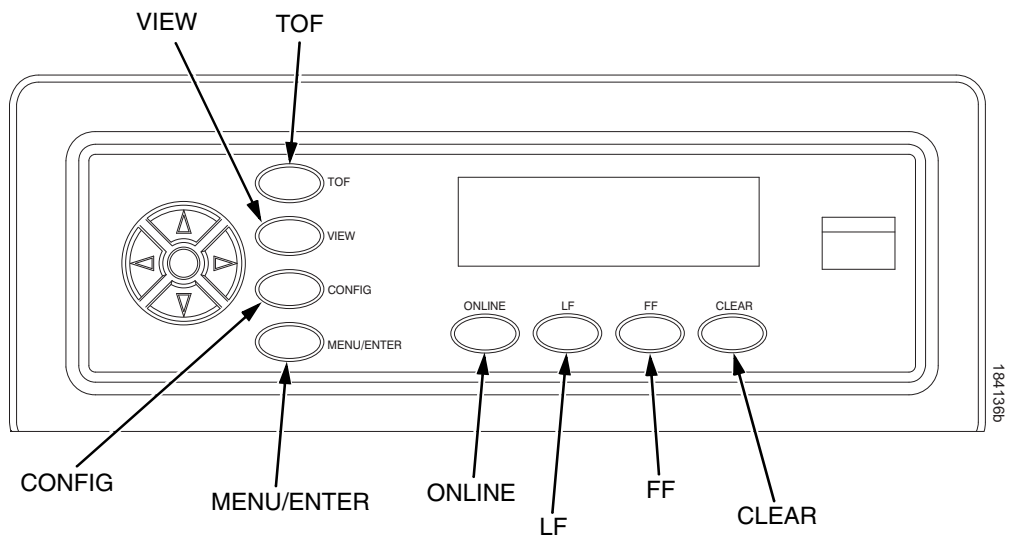 VIEW
TOF
TOF
VIEW
CONFIG
MENU/ENTER
ONLINE
LF
FF
CLEAR
184136b
CONFIG
MENU/ENTER
ONLINE
LF
FF
CLEAR